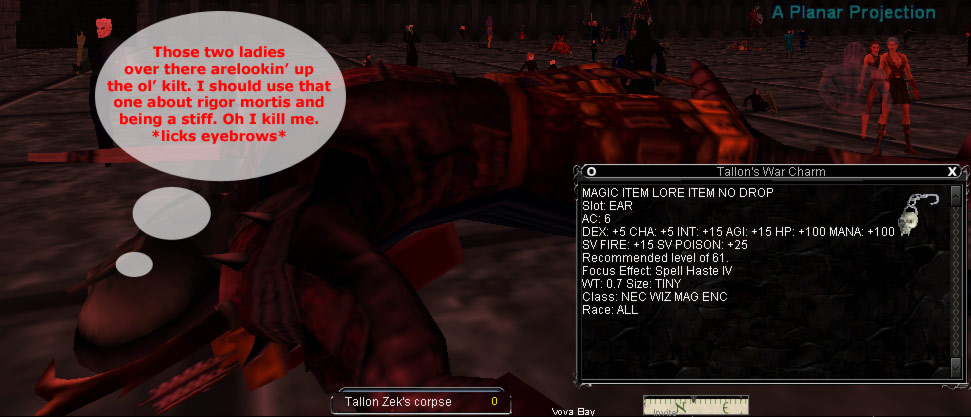 A Planar Projection
Those two ladies
over there arelookin' up
the ol' kilt. I should use that
one about rigor mortis and
being a stiff. Oh I kill me.
*licks eyebrows*
O Tallon's War Charm X
MAGIC ITEM LORE ITEM NO DROP
Slot: EAR
AC: 6
DEX: +5 CHA: +5 INT: +15 AGI: +15 HP: +100 MANA: +100
SV FIRE: +15 SV POISON: +25
Recommended level of 61.
Focus Effect: Spell Haste IV
WT: 0.7 Size: TINY
Class: NEC WIZ MAG ENC
Race: ALL
Tallon Zek's corpse 0
Invite N E